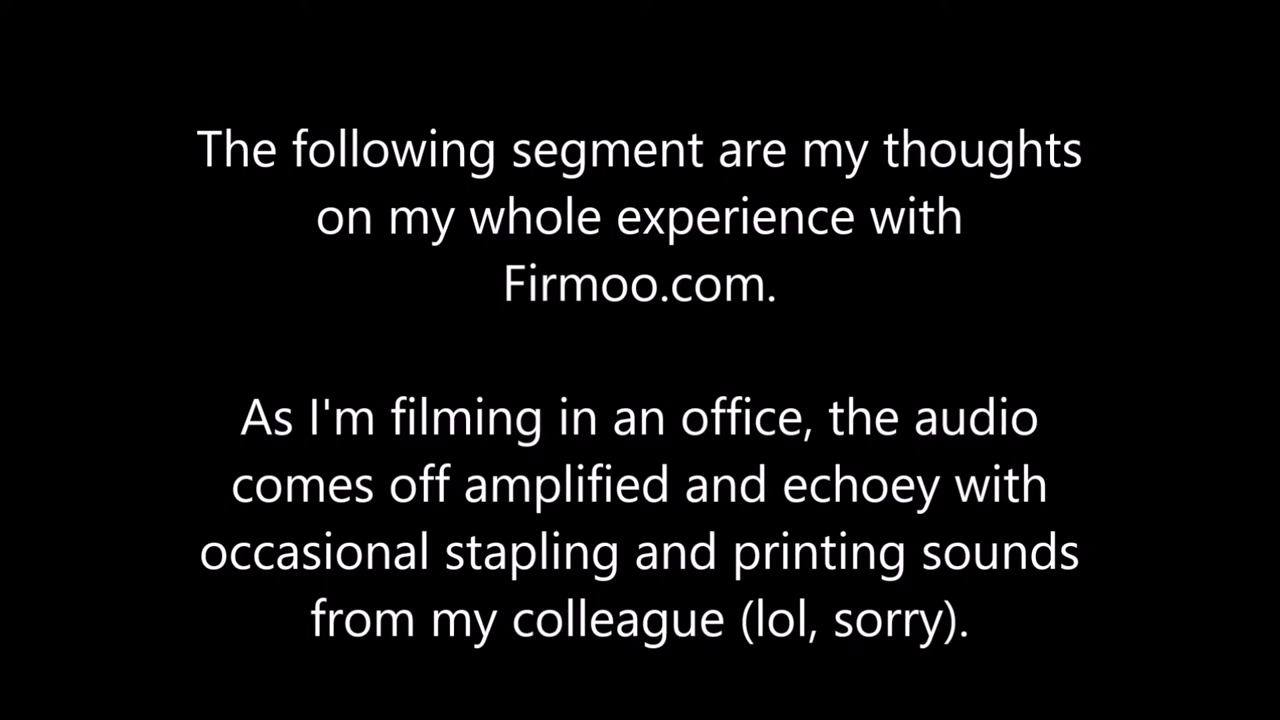 The following segment are my thoughts
on my whole experience with
Firmoo.com.
As I'm filming in an office, the audio
comes off amplified and echoey with
occasional stapling and printing sounds
from my colleague (lol, sorry).